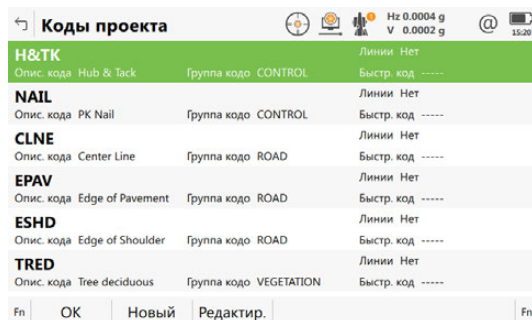 Коды проекта
Hz 0.0004 g
V 0.0002 g
@
15:20
H&TK
Линии Нет
Опис. кода Hub & Tack Группа кодо CONTROL Быстр. код -----
NAIL
Линии Нет
Опис. кода PK Nail Группа кодо CONTROL Быстр. код -----
CLNE
Линии Нет
Опис. кода Center Line Группа кодо ROAD Быстр. код -----
EPAV
Линии Нет
Опис. кода Edge of Pavement Группа кодо ROAD Быстр. код -----
ESHD
Линии Нет
Опис. кода Edge of Shoulder Группа кодо ROAD Быстр. код -----
TRED
Линии Нет
Опис. кода Tree deciduous Группа кодо VEGETATION Быстр. код -----
Fn OK Новый Редактир. Fn